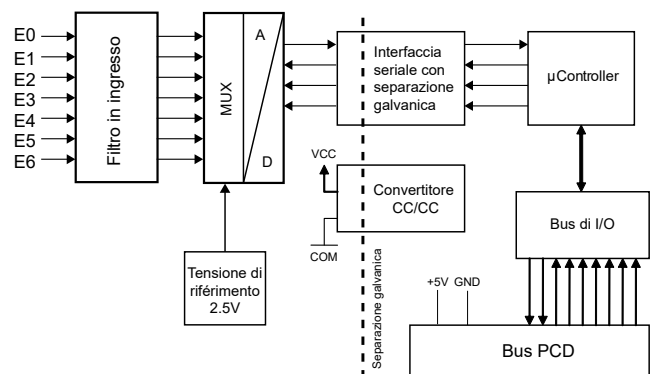 E0
E1
E2
E3
E4
E5
E6
Filtro in ingresso
MUX
A
D
Interfaccia
seriale con
separazione
galvanica
µController
VCC
COM
Convertitore
CC/CC
Bus di I/O
Tensione di
riférimento
2.5V
Separazione galvanica
+5V GND
Bus PCD